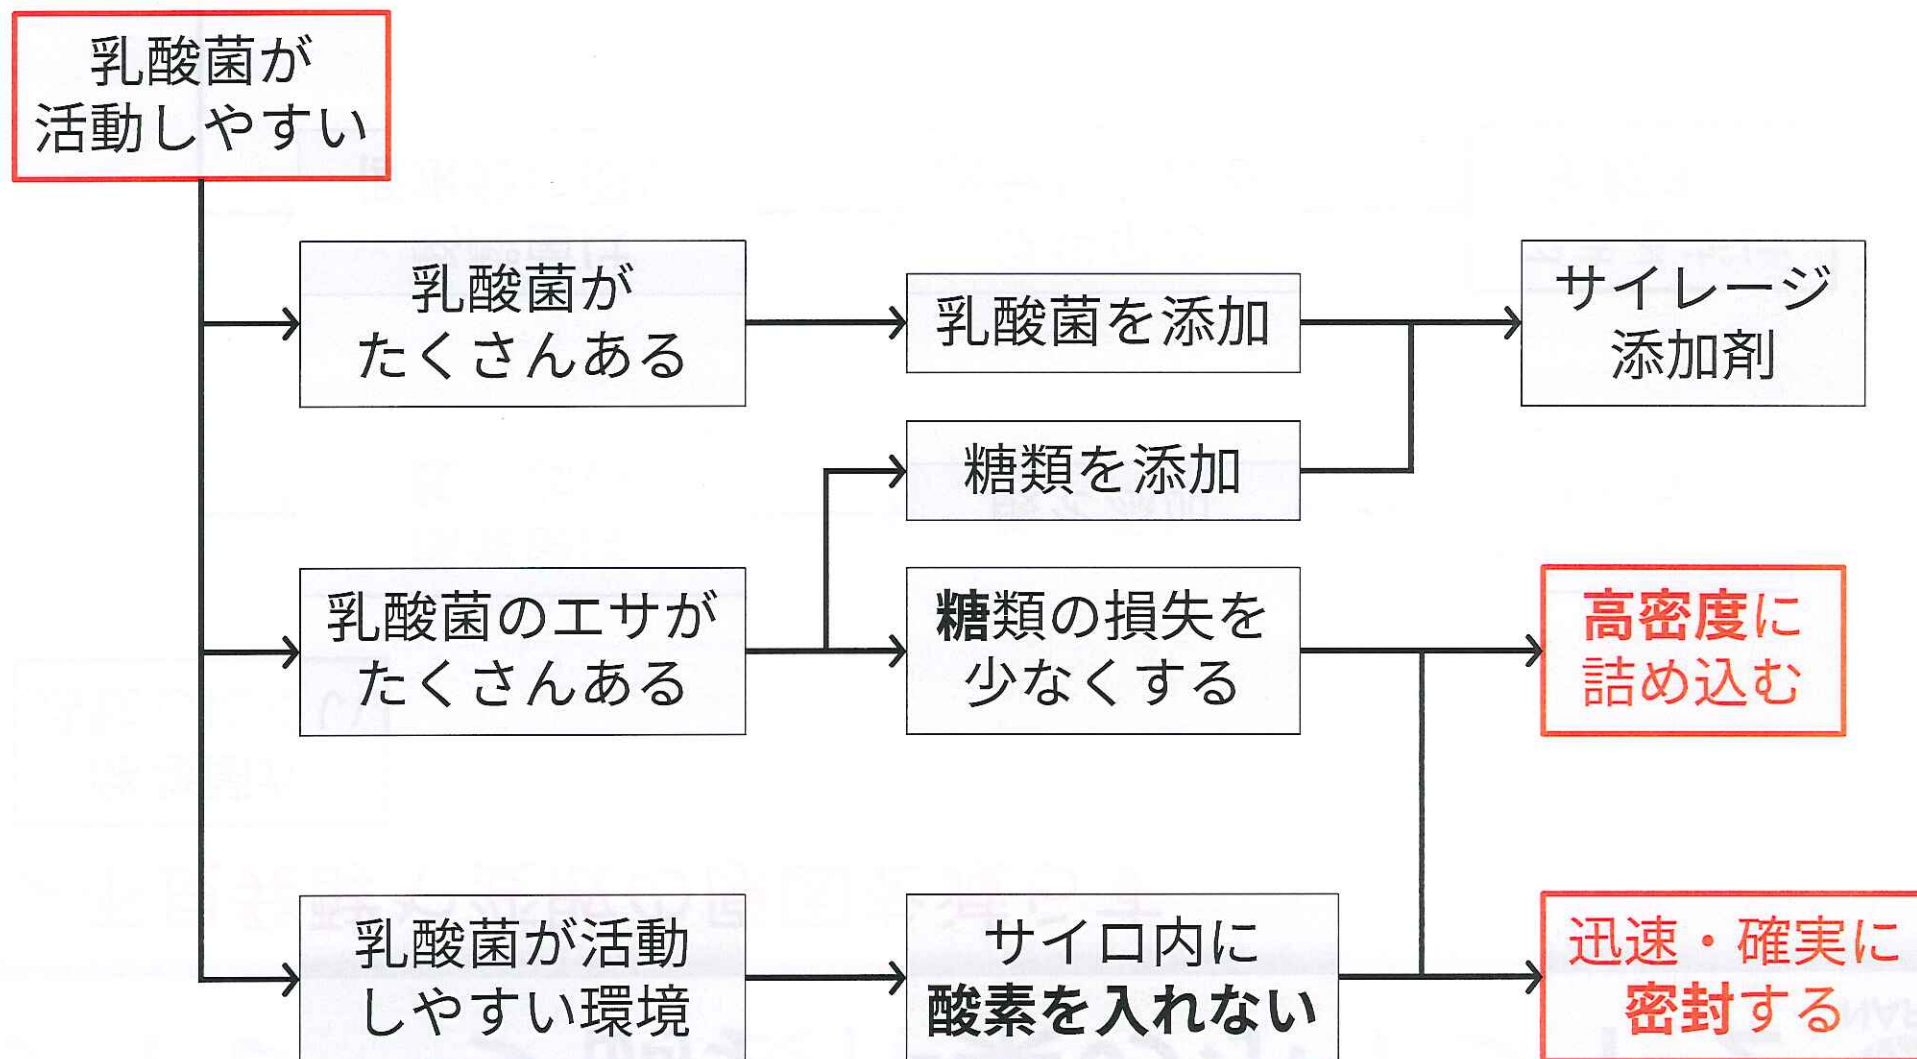 乳酸菌が
活動しやすい
乳酸菌が
たくさんある
乳酸菌を添加
サイレージ
添加剤
糖類を添加
乳酸菌のエサが
たくさんある
糖類の損失を
少なくする
高密度に
詰め込む
乳酸菌が活動
しやすい環境
サイロ内に
酸素を入れない
迅速・確実に
密封する